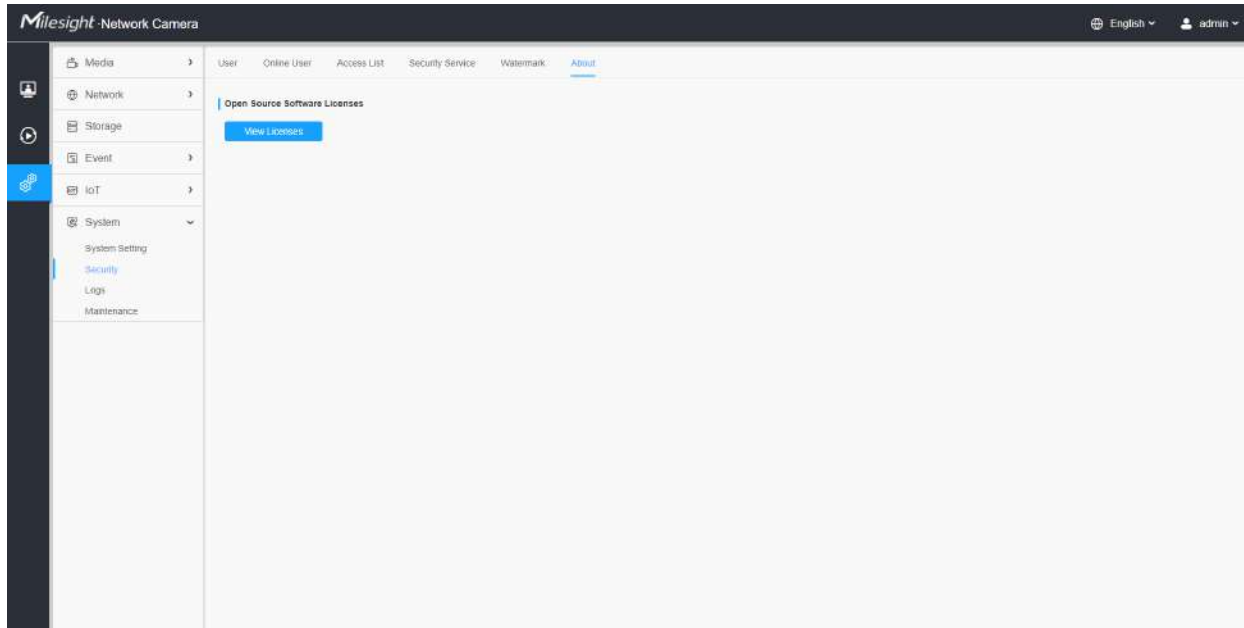 Milesight ·Network Camera
English
admin
Media
Network
Storage
Event
IoT
System
System Setting
Security
Logs
Maintenance
User Online User Access List Security Service Watermark About
Open Source Software Licenses
View Licenses